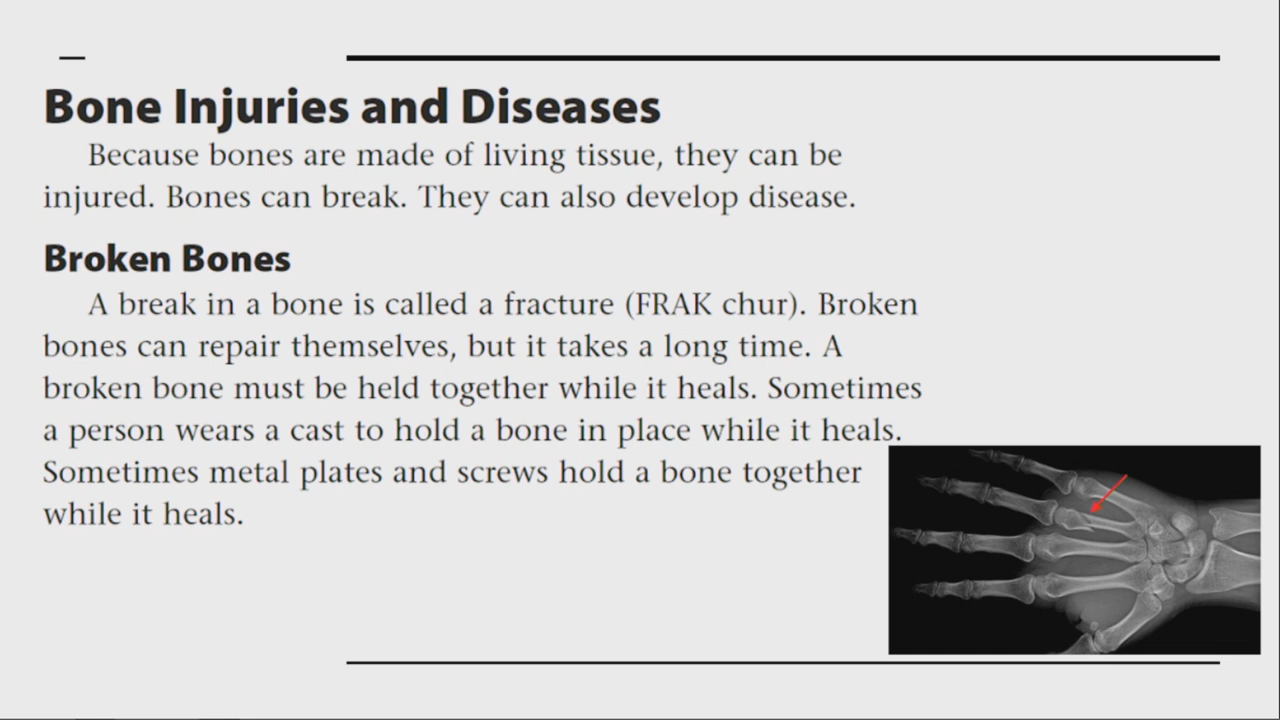 Bone Injuries and Diseases
Because bones are made of living tissue, they can be
injured. Bones can break. They can also develop disease.
Broken Bones
A break in a bone is called a fracture (FRAK chur). Broken
bones can repair themselves, but it takes a long time. A
broken bone must be held together while it heals. Sometimes
a person wears a cast to hold a bone in place while it heals.
Sometimes metal plates and screws hold a bone together
while it heals.